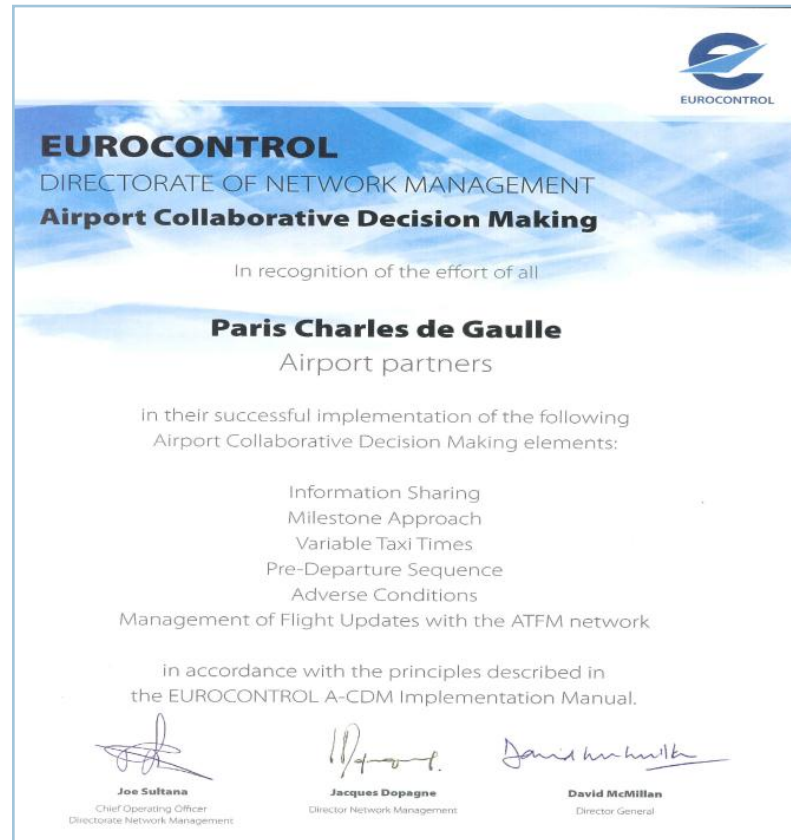 EUROCONTROL
EUROCONTROL
DIRECTORATE OF NETWORK MANAGEMENT
Airport Collaborative Decision Making
In recognition of the effort of all
Paris Charles de Gaulle
Airport partners
in their successful implementation of the following
Airport Collaborative Decision Making elements:
Information Sharing
Milestone Approach
Variable Taxi Times
Pre-Departure Sequence
Adverse Conditions
Management of Flight Updates with the ATFM network
in accordance with the principles described in
the EUROCONTROL A-CDM Implementation Manual.
Joe Sultana
Chief Operating Officer
Directorate Network Management
Jacques Dopagne
Director Network Management
David McMillan
Director General